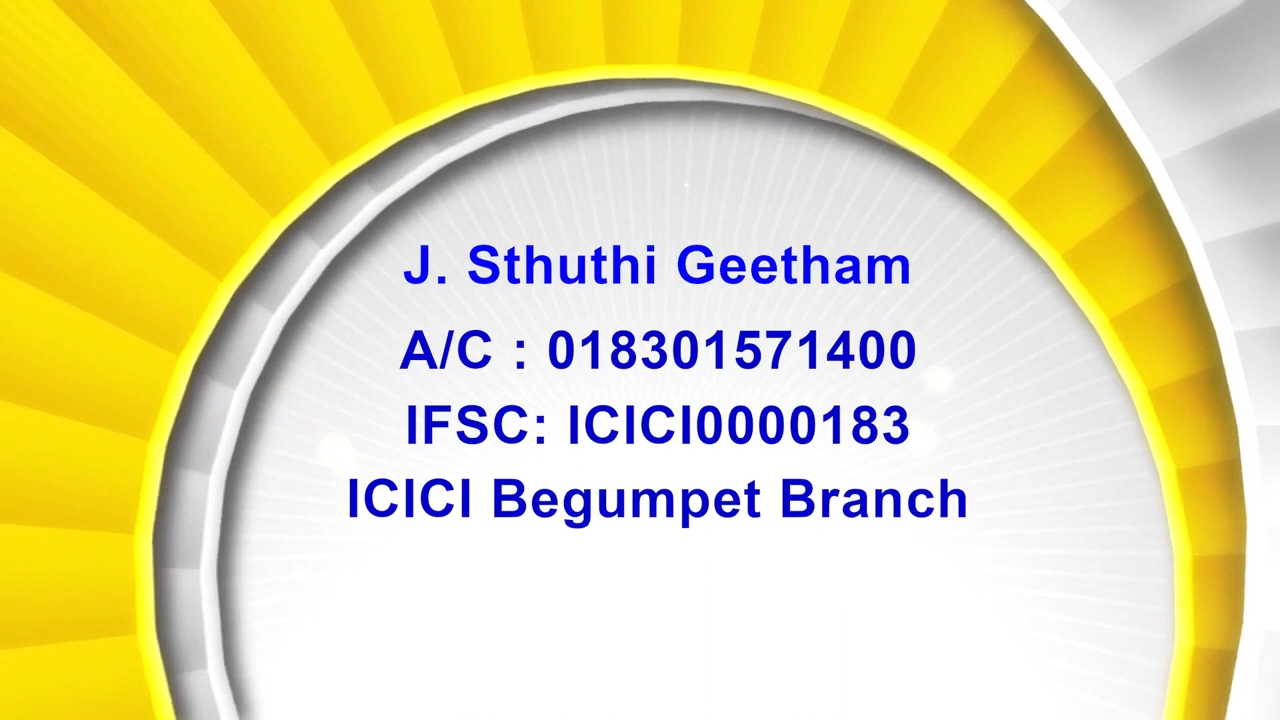 J. Sthuthi Geetham
A/C : 018301571400
IFSC: ICICI0000183
ICICI Begumpet Branch